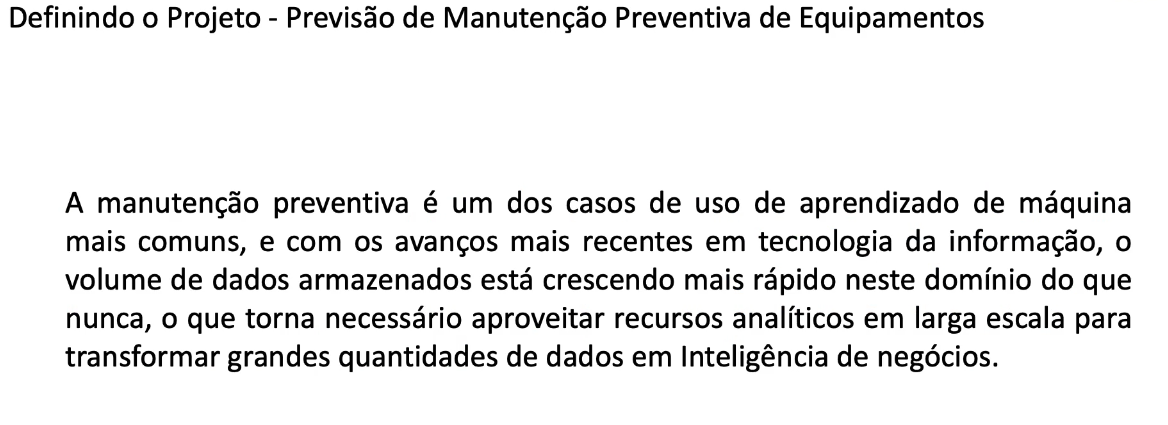 Definindo o Projeto - Previsão de Manutenção Preventiva de Equipamentos
A manutenção preventiva é um dos casos de uso de aprendizado de máquina
mais comuns, e com os avanços mais recentes em tecnologia da informação, o
volume de dados armazenados está crescendo mais rápido neste domínio do que
nunca, o que torna necessário aproveitar recursos analíticos em larga escala para
transformar grandes quantidades de dados em Inteligência de negócios.